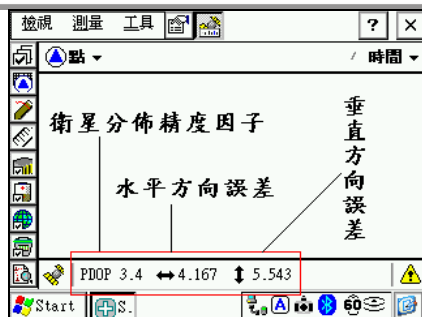 檢視 測量 工具 ? ×
點 時間
衛星分佈精度因子
垂直方向誤差
水平方向誤差
PDOP 3.4 ↔4.167 ↕ 5.543
Start S. A 60